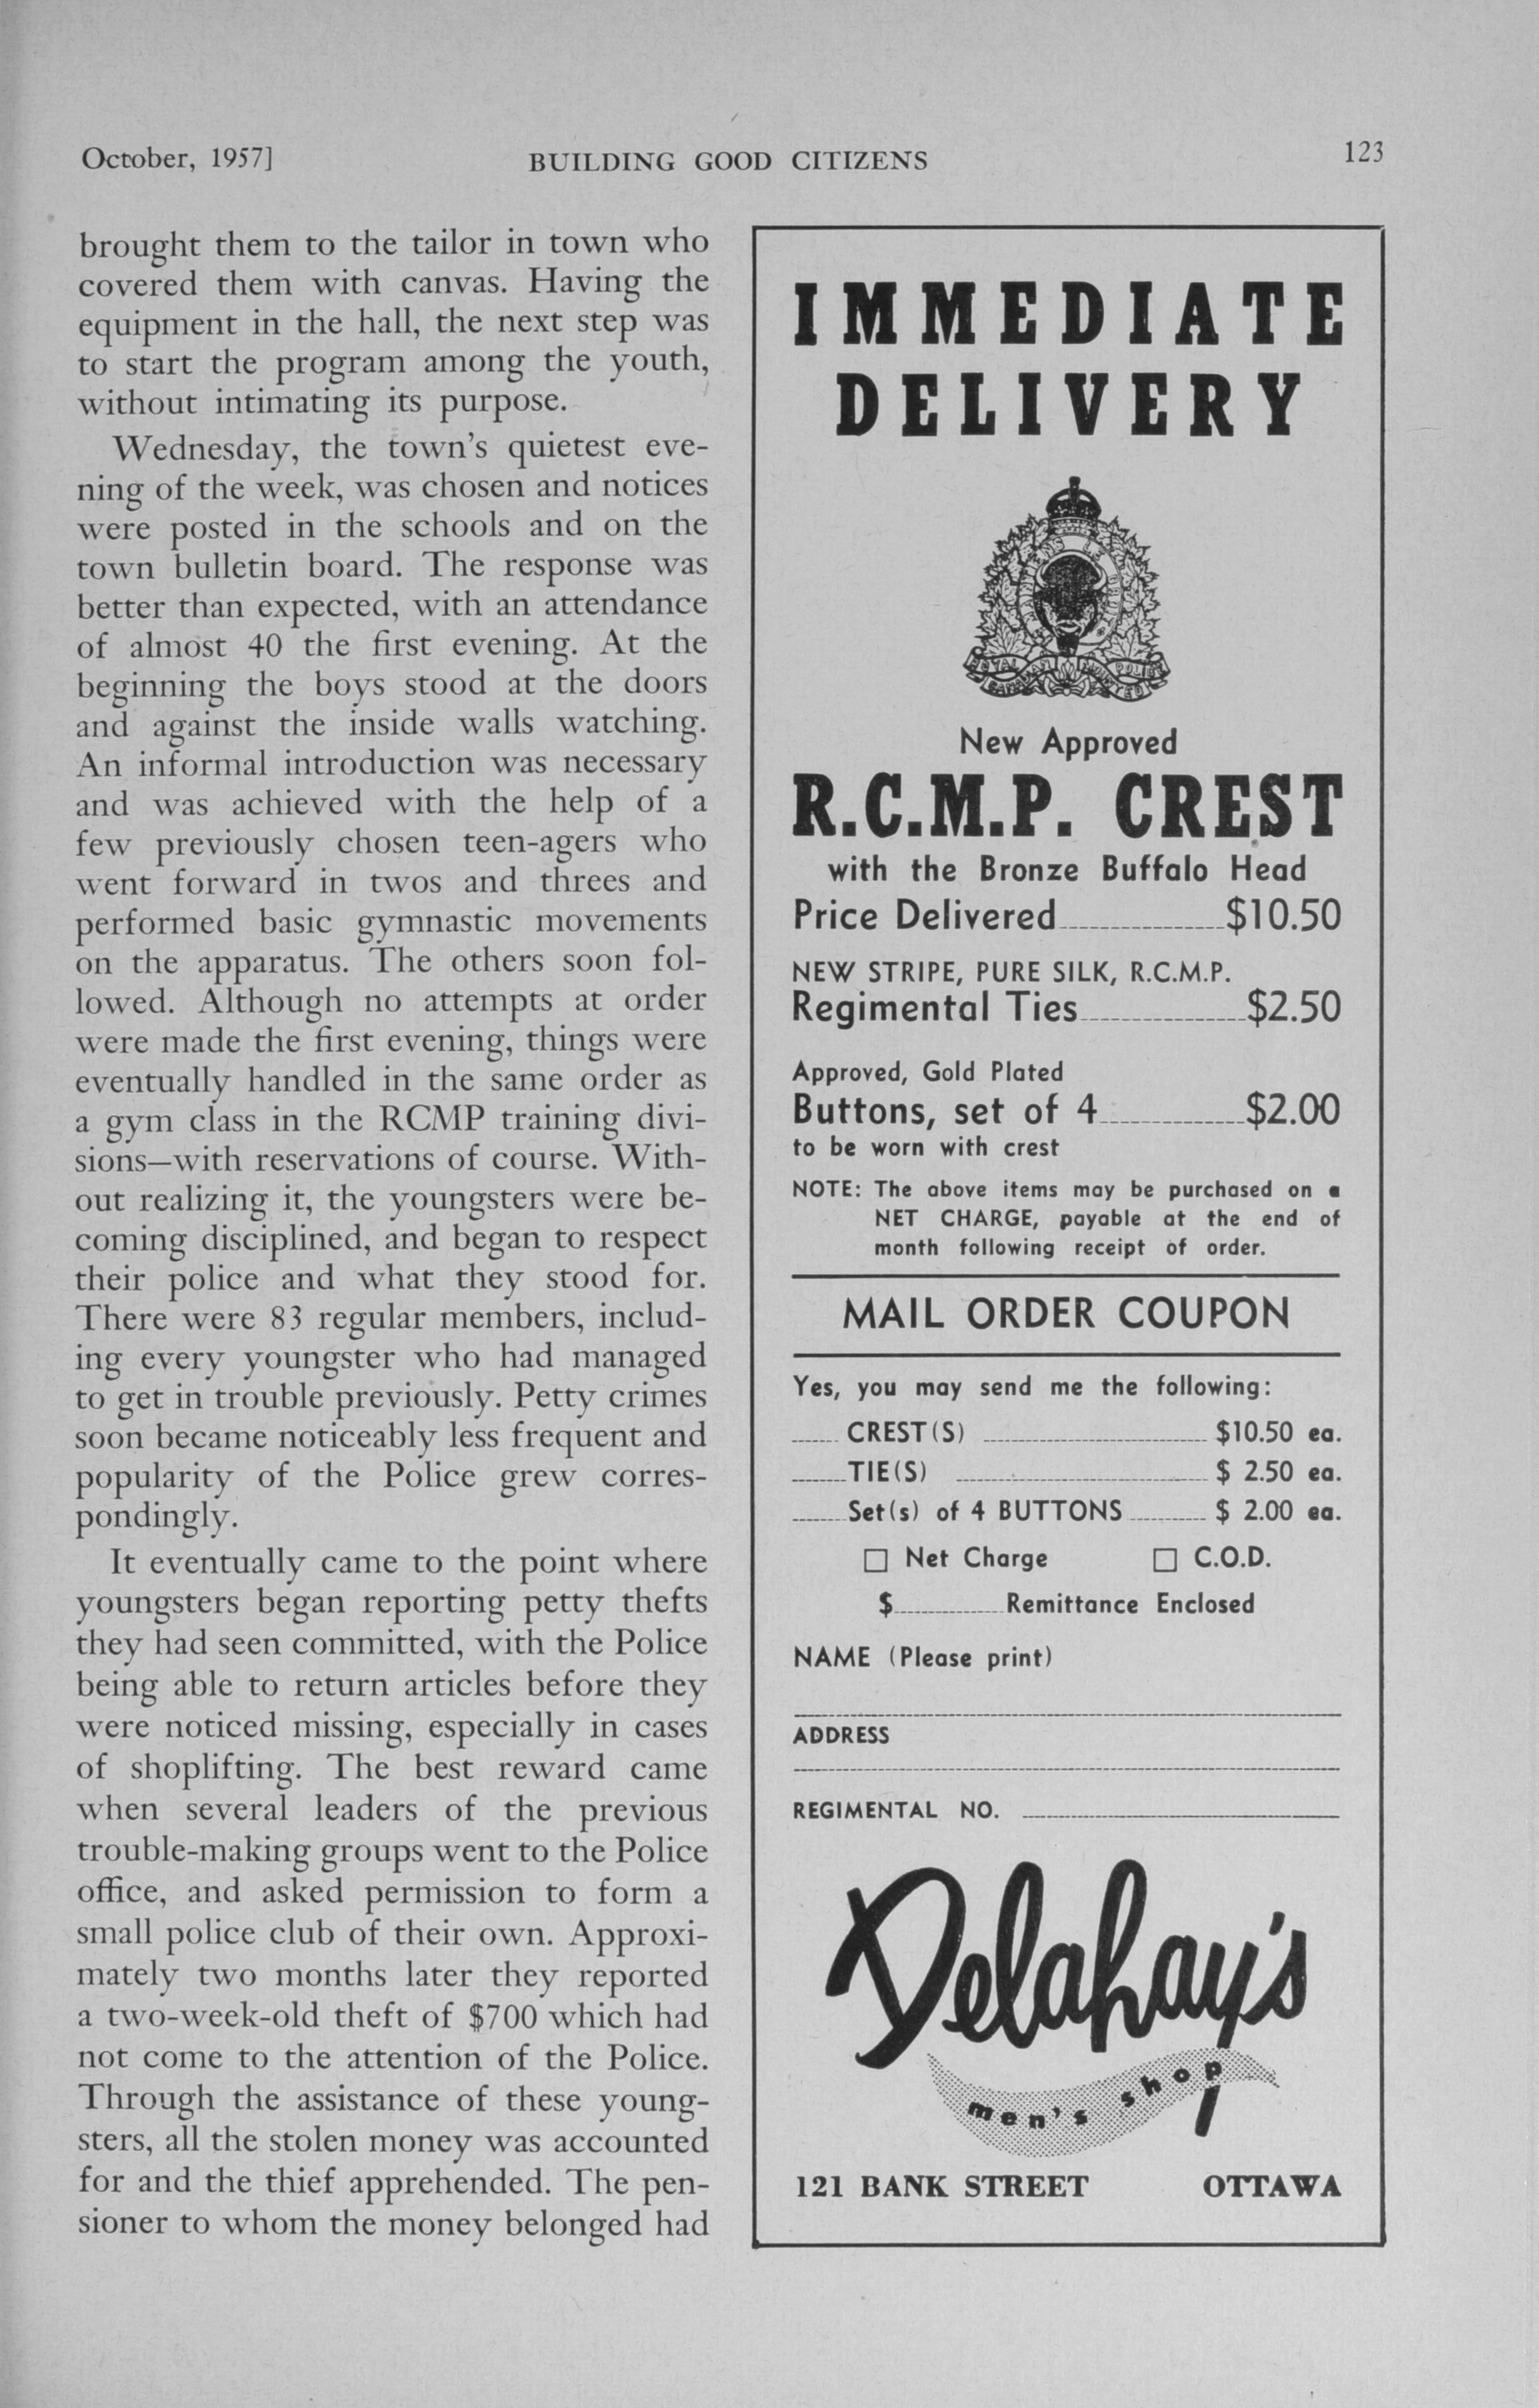 October, 1957]
BUILDING GOOD CITIZENS
123
brought them to the tailor in town who
covered them with canvas. Having the
equipment in the hall, the next step was
to start the program among the youth,
without intimating its purpose.
Wednesday, the town's quietest eve-
ning of the week, was chosen and notices
were posted in the schools and on the
town bulletin board. The response was
better than expected, with an attendance
of almost 40 the first evening. At the
beginning the boys stood at the doors
and against the inside walls watching.
An informal introduction was necessary
and was achieved with the help of a
few previously chosen teen-agers who
went forward in twos and threes and
performed basic gymnastic movements
on the apparatus. The others soon fol-
lowed. Although no attempts at order
were made the first evening, things were
eventually handled in the same order as
a gym class in the RCMP training divi-
sions—with reservations of course. With-
out realizing it, the youngsters were be-
coming disciplined, and began to respect
their police and what they stood for.
There were 83 regular members, includ-
ing every youngster who had managed
to get in trouble previously. Petty crimes
soon became noticeably less frequent and
popularity of the Police grew corres-
pondingly.
It eventually came to the point where
youngsters began reporting petty thefts
they had seen committed, with the Police
being able to return articles before they
were noticed missing, especially in cases
of shoplifting. The best reward came
when several leaders of the previous
trouble-making groups went to the Police
office, and asked permission to form a
small police club of their own. Approxi-
mately two months later they reported
a two-week-old theft of $700 which had
not come to the attention of the Police.
Through the assistance of these young-
sters, all the stolen money was accounted
for and the thief apprehended. The pen-
sioner to whom the money belonged had
IMMEDIATE
DELIVERY
ROYAL CANADIAN MOUNTED POLICE
New Approved
R.C.M.P. CREST
with the Bronze Buffalo Head
Price Delivered $10.50
NEW STRIPE, PURE SILK, R.C.M.P.
Regimental Ties $2.50
Approved, Gold Plated
Buttons, set of 4 $2.00
to be worn with crest
NOTE: The above items may be purchased on a
NET CHARGE, payable at the end of
month following receipt of order.
MAIL ORDER COUPON
Yes, you may send me the following:
CREST(S) $10.50 ea.
TIE(S) $ 2.50 ea.
Set(s) of 4 BUTTONS $ 2.00 ea.
□ Net Charge □ C.O.D.
$ Remittance Enclosed
NAME (Please print)
ADDRESS
REGIMENTAL NO.
Delahay's
men's shop
121 BANK STREET OTTAWA